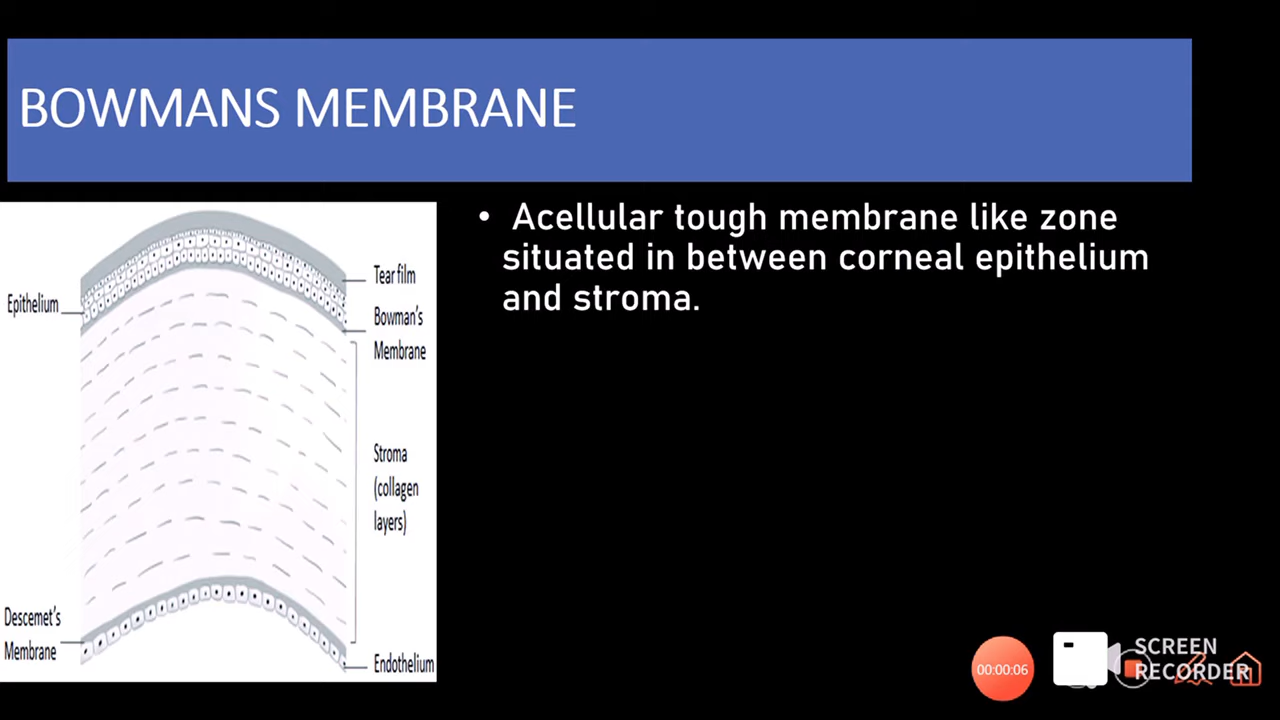 BOWMANS MEMBRANE
• Acellular tough membrane like zone
situated in between corneal epithelium
and stroma.
Tear film
Epithelium
Bowman's
Membrane
Stroma
(collagen
layers)
Descemet's
Membrane
Endothelium
00:00:06
SCREEN
RECORDER